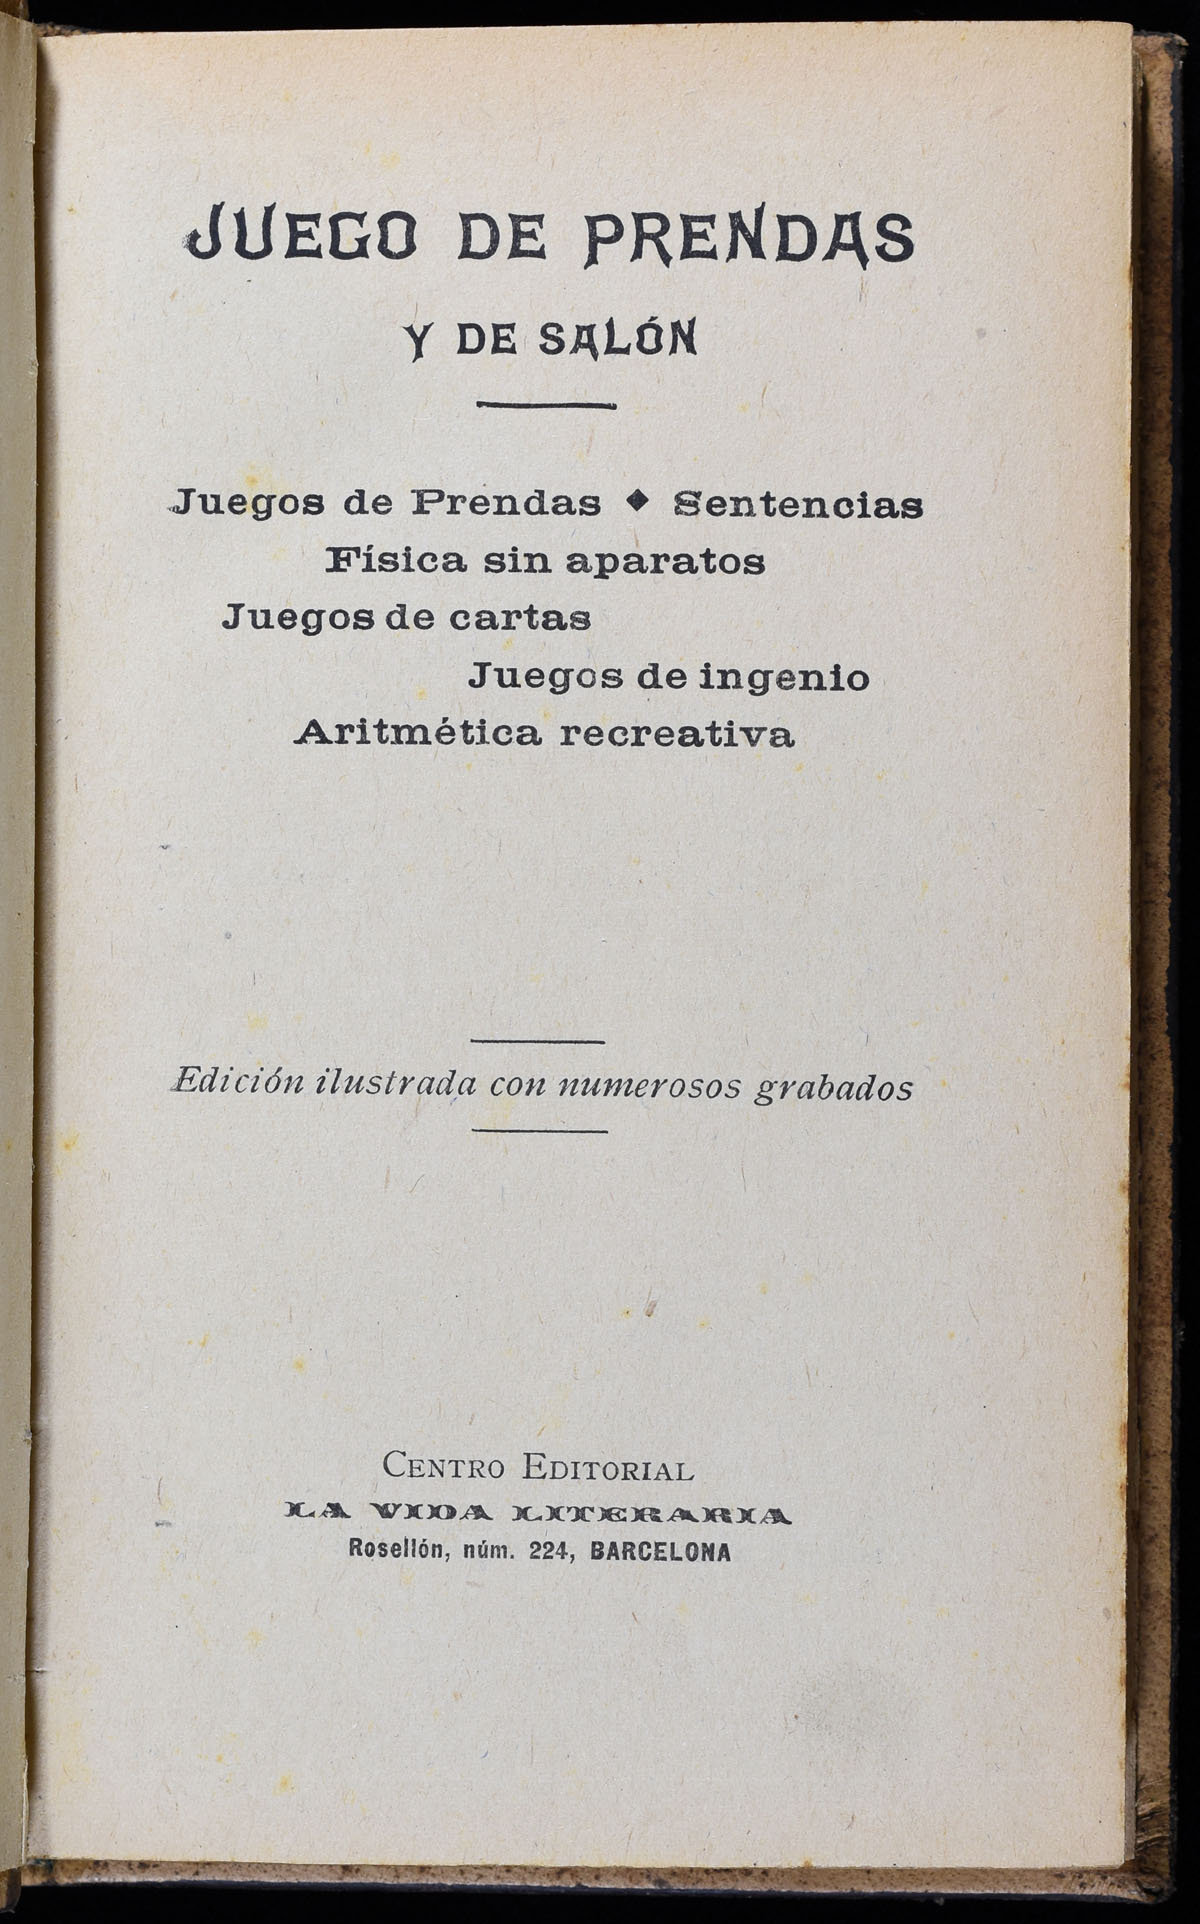 JUEGO DE PRENDAS
Y DE SALÓN
Juegos de Prendas ◆ Sentencias
Física sin aparatos
Juegos de cartas
Juegos de ingenio
Aritmética recreativa
Edición ilustrada con numerosos grabados
CENTRO EDITORIAL
LA VIDA LITERARIA
Rosellón, núm. 224, BARCELONA